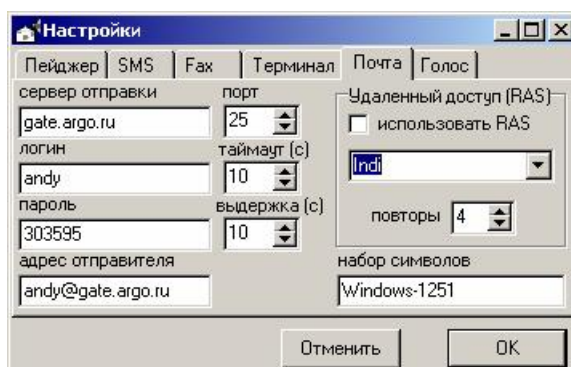 Настройки
Пейджер SMS Fax Терминал Почта Голос
сервер отправки порт Удаленный доступ (RAS)
gate.argo.ru 25 использовать RAS
логин таймаут (с)
andy 10 Indi
пароль выдержка (с)
303595 10 повторы 4
адрес отправителя набор символов
andy@gate.argo.ru Windows-1251
Отменить OK